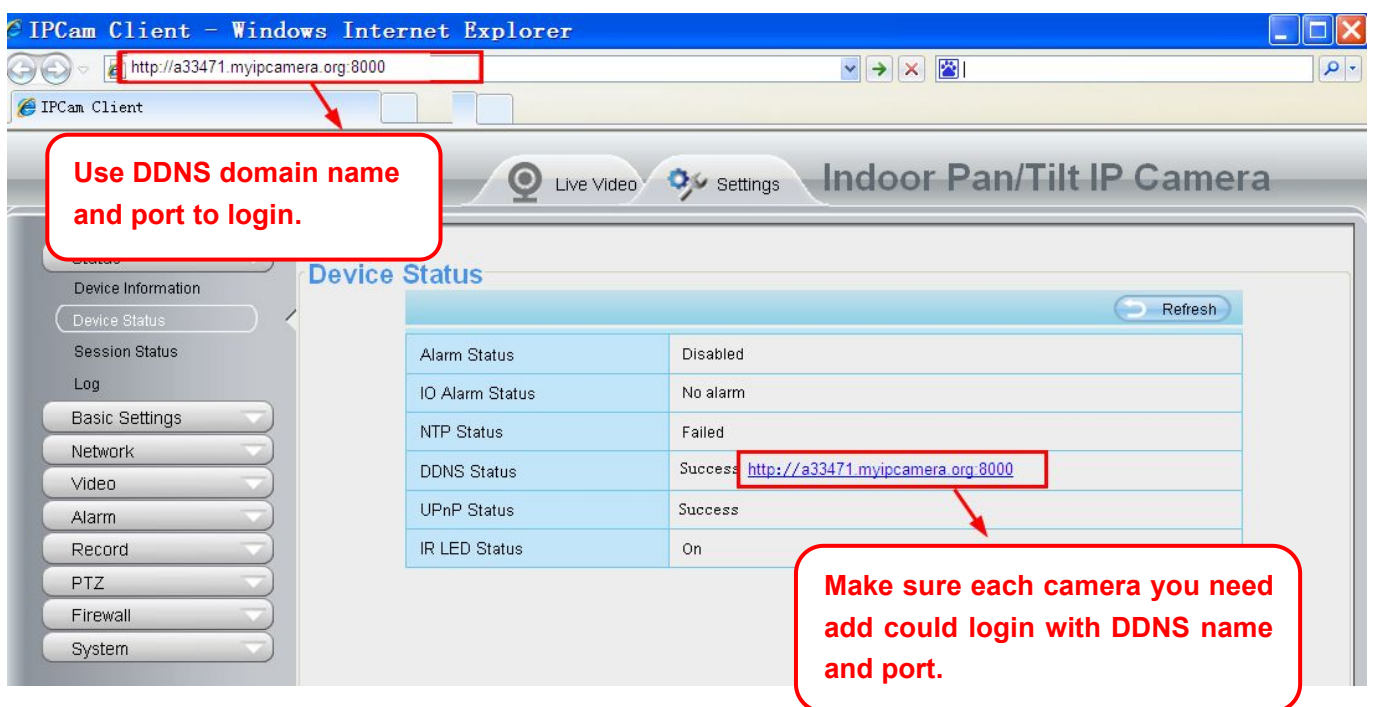 IPCam Client - Windows Internet Explorer
http://a33471.myipcamera.org:8000
IPCam Client
Use DDNS domain name
and port to login.
Live Video
Settings
Indoor Pan/Tilt IP Camera
Status
Device Information
Device Status
Session Status
Log
Basic Settings
Network
Video
Alarm
Record
PTZ
Firewall
System
Device Status
Refresh
Alarm Status Disabled
IO Alarm Status No alarm
NTP Status Failed
DDNS Status Success http://a33471.myipcamera.org:8000
UPnP Status Success
IR LED Status On
Make sure each camera you need
add could login with DDNS name
and port.